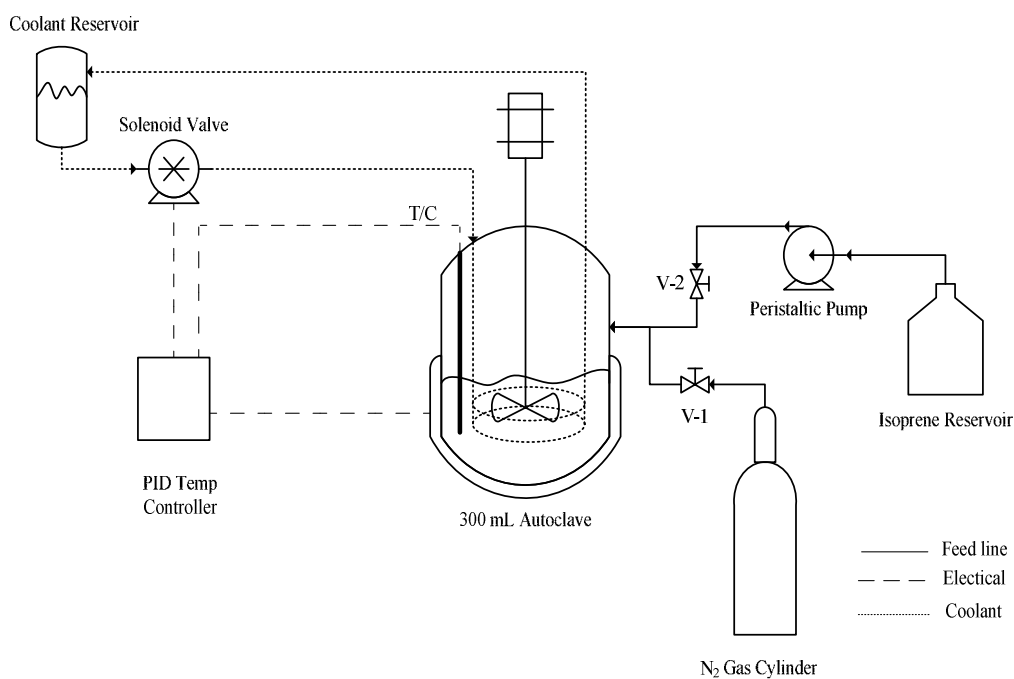 Coolant Reservoir
Solenoid Valve
T/C
V-2
Peristaltic Pump
V-1
Isoprene Reservoir
PID Temp
Controller
300 mL Autoclave
Feed line
Electical
Coolant
N₂ Gas Cylinder